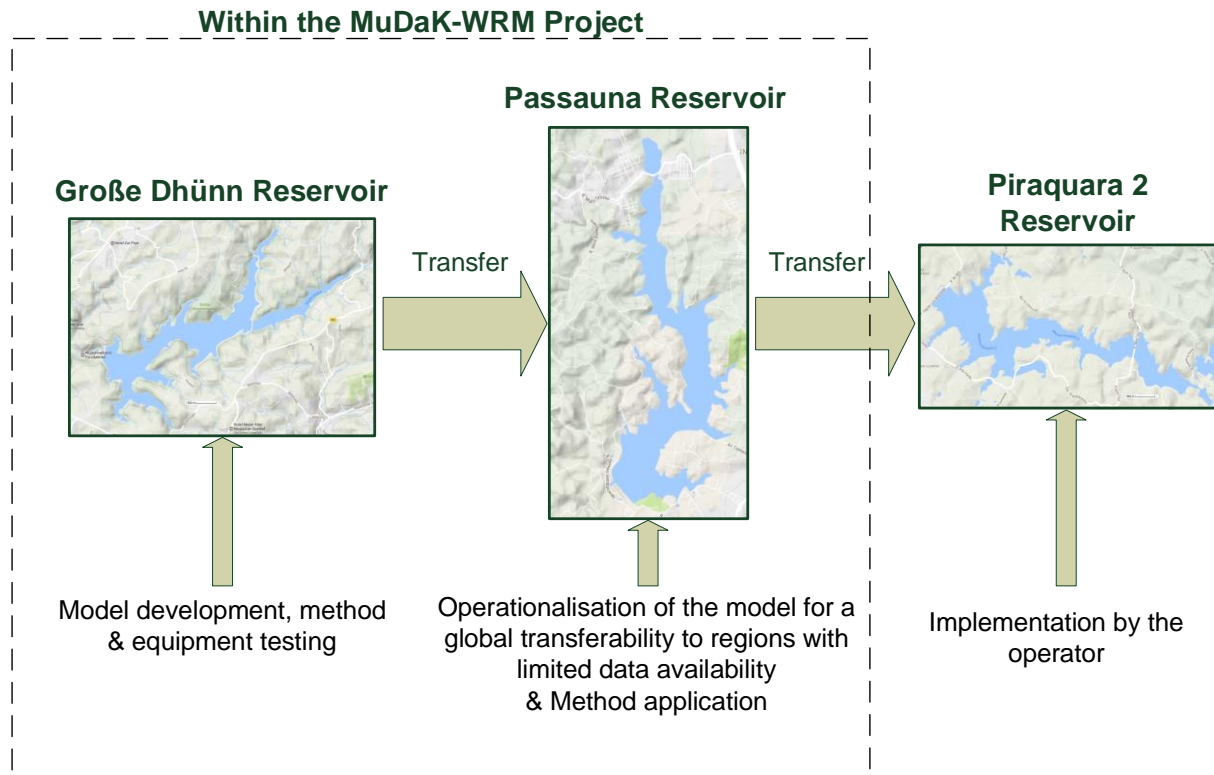 Within the MuDaK-WRM Project
Passauna Reservoir
Große Dhünn Reservoir
Piraquara 2
Reservoir
Transfer
Transfer
Model development, method
& equipment testing
Operationalisation of the model for a
global transferability to regions with
limited data availability
& Method application
Implementation by the
operator